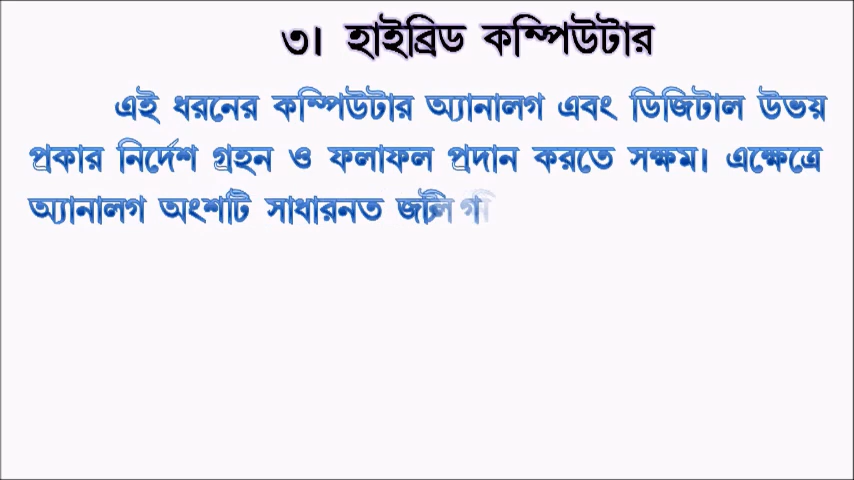 ৩। হাইব্রিড কম্পিউটার
এই ধরনের কম্পিউটার অ্যানালগ এবং ডিজিটাল উভয়
প্রকার নির্দেশ গ্রহন ও ফলাফল প্রদান করতে সক্ষম। এক্ষেত্রে
অ্যানালগ অংশটি সাধারনত জটিল